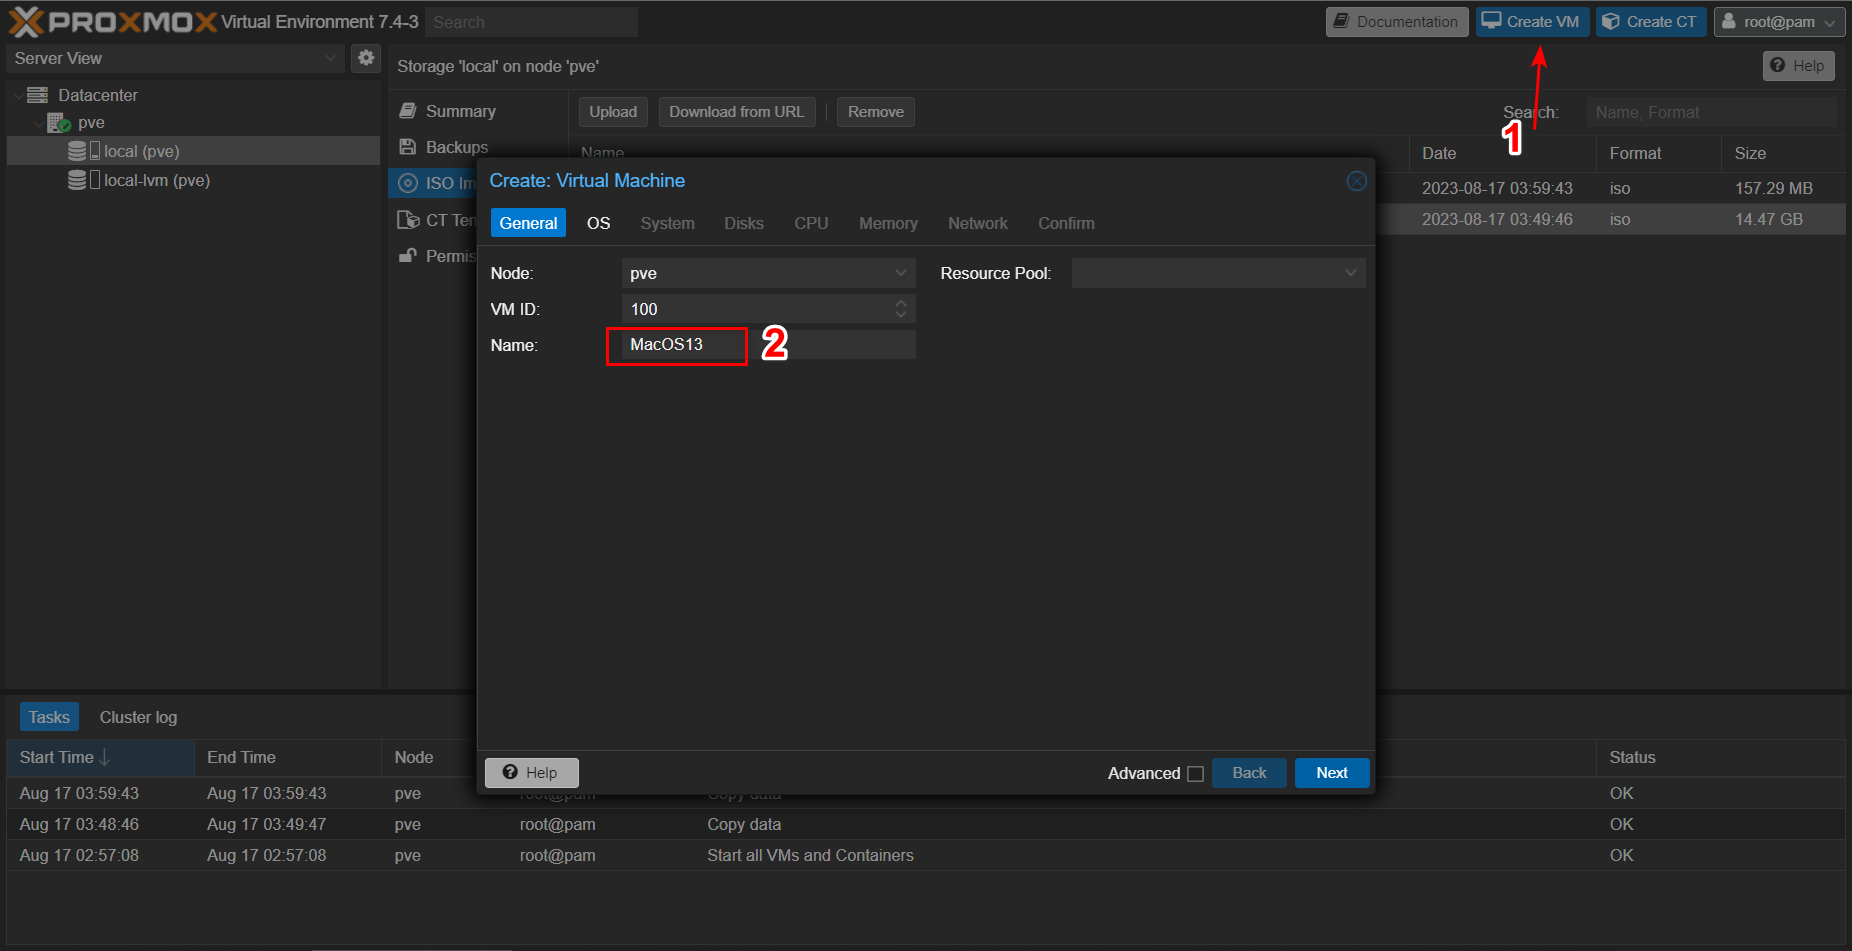 PROXMOX Virtual Environment 7.4-3 Search Documentation Create VM Create CT root@pam
Server View
Storage 'local' on node 'pve' Help
Datacenter
pve
local (pve)
local-lvm (pve)
Summary
Backups
ISO Im
CT Ten
Permis
Upload Download from URL Remove Search: Name, Format
1
Name Date Format Size
2023-08-17 03:59:43 iso 157.29 MB
2023-08-17 03:49:46 iso 14.47 GB
Create: Virtual Machine
General OS System Disks CPU Memory Network Confirm
Node: pve Resource Pool:
VM ID: 100
Name: MacOS13 2
Help Advanced Back Next
Tasks Cluster log
Start Time End Time Node Status
Aug 17 03:59:43 Aug 17 03:59:43 pve root@pam Copy data OK
Aug 17 03:48:46 Aug 17 03:49:47 pve root@pam Copy data OK
Aug 17 02:57:08 Aug 17 02:57:08 pve root@pam Start all VMs and Containers OK